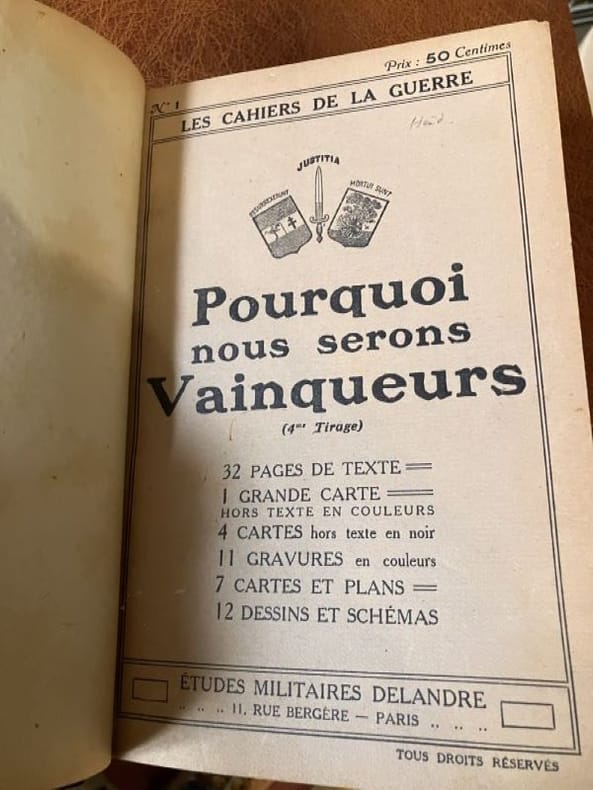 N° 1
Prix : 50 Centimes
LES CAHIERS DE LA GUERRE
JUSTITIA
RESURREXERUNT
MORTUI SUNT
Pourquoi
nous serons
Vainqueurs
(4me Tirage)
32 PAGES DE TEXTE
1 GRANDE CARTE
HORS TEXTE EN COULEURS
4 CARTES hors texte en noir
11 GRAVURES en couleurs
7 CARTES ET PLANS
12 DESSINS ET SCHÉMAS
ÉTUDES MILITAIRES DELANDRE
.. .. .. 11, RUE BERGÈRE — PARIS .. .. ..
TOUS DROITS RÉSERVÉS